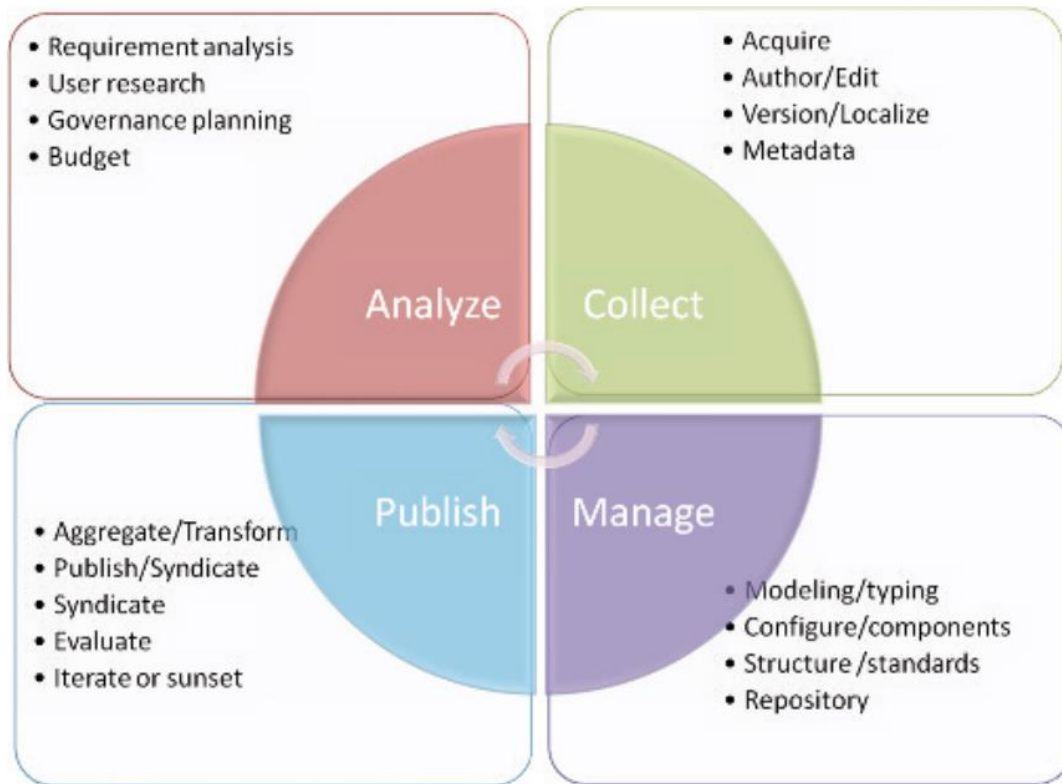 • Requirement analysis
• User research
• Governance planning
• Budget
Analyze
• Acquire
• Author/Edit
• Version/Localize
• Metadata
Collect
Publish
• Aggregate/Transform
• Publish/Syndicate
• Syndicate
• Evaluate
• Iterate or sunset
Manage
• Modeling/typing
• Configure/components
• Structure /standards
• Repository